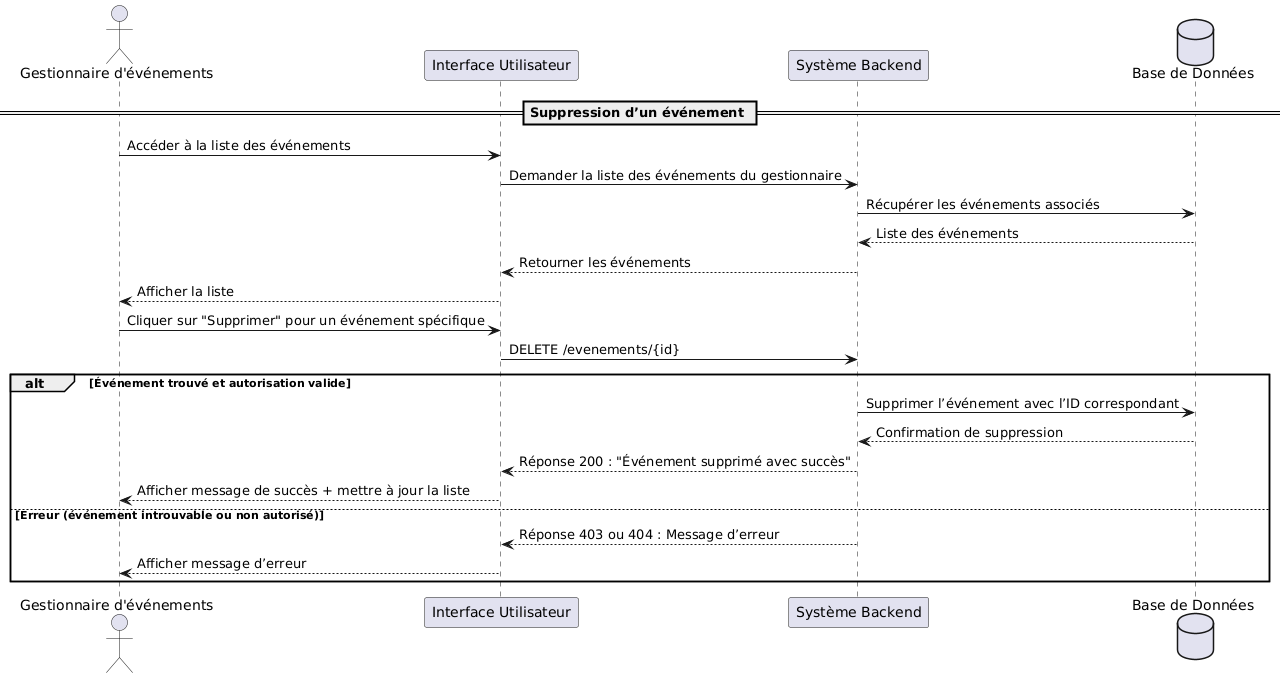 Gestionnaire d'événements
Interface Utilisateur
Système Backend
Base de Données
Suppression d’un événement
Accéder à la liste des événements
Demander la liste des événements du gestionnaire
Récupérer les événements associés
Liste des événements
Retourner les événements
Afficher la liste
Cliquer sur "Supprimer" pour un événement spécifique
DELETE /evenements/{id}
alt [Événement trouvé et autorisation valide]
Supprimer l’événement avec l’ID correspondant
Confirmation de suppression
Réponse 200 : "Événement supprimé avec succès"
Afficher message de succès + mettre à jour la liste
[Erreur (événement introuvable ou non autorisé)]
Réponse 403 ou 404 : Message d’erreur
Afficher message d’erreur
Gestionnaire d'événements
Interface Utilisateur
Système Backend
Base de Données